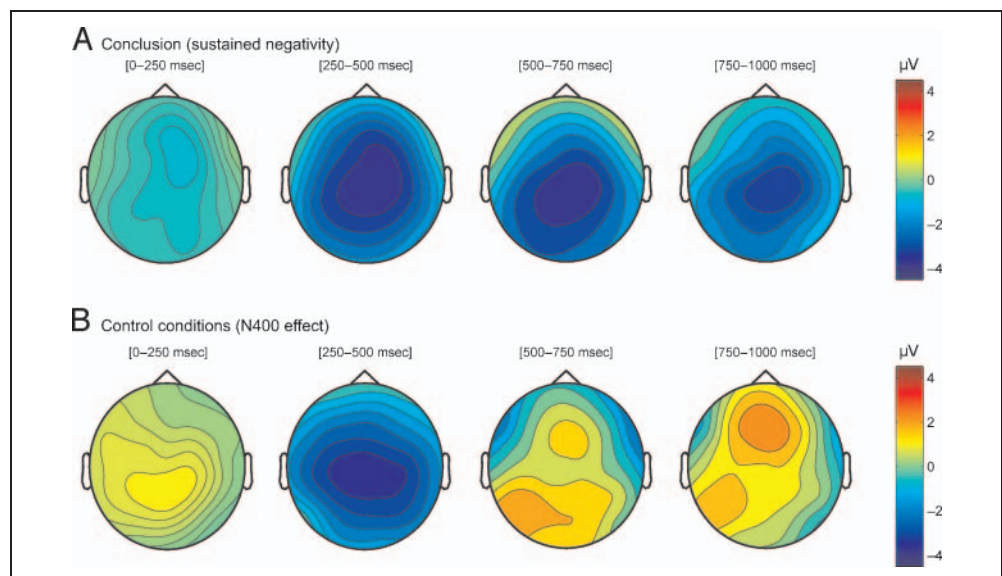 A Conclusion (sustained negativity)
[0–250 msec] [250–500 msec] [500–750 msec] [750–1000 msec] µV
4
2
0
–2
–4
B Control conditions (N400 effect)
[0–250 msec] [250–500 msec] [500–750 msec] [750–1000 msec] µV
4
2
0
–2
–4